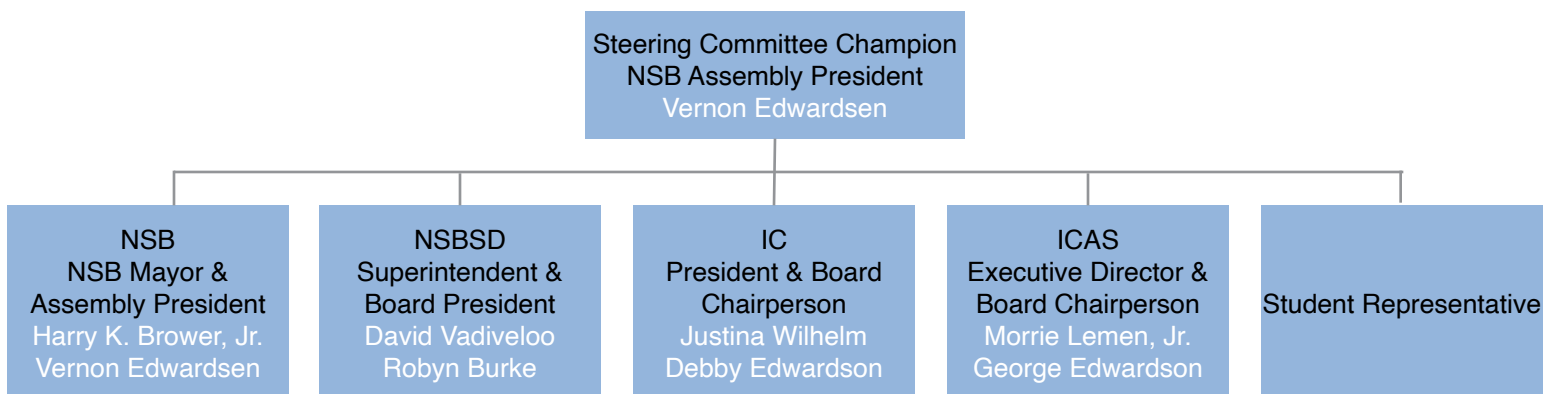 Steering Committee Champion
NSB Assembly President
Vernon Edwardsen
NSB
NSB Mayor &
Assembly President
Harry K. Brower, Jr.
Vernon Edwardsen
NSBSD
Superintendent &
Board President
David Vadiveloo
Robyn Burke
IC
President & Board
Chairperson
Justina Wilhelm
Debby Edwardson
ICAS
Executive Director &
Board Chairperson
Morrie Lemen, Jr.
George Edwardson
Student Representative